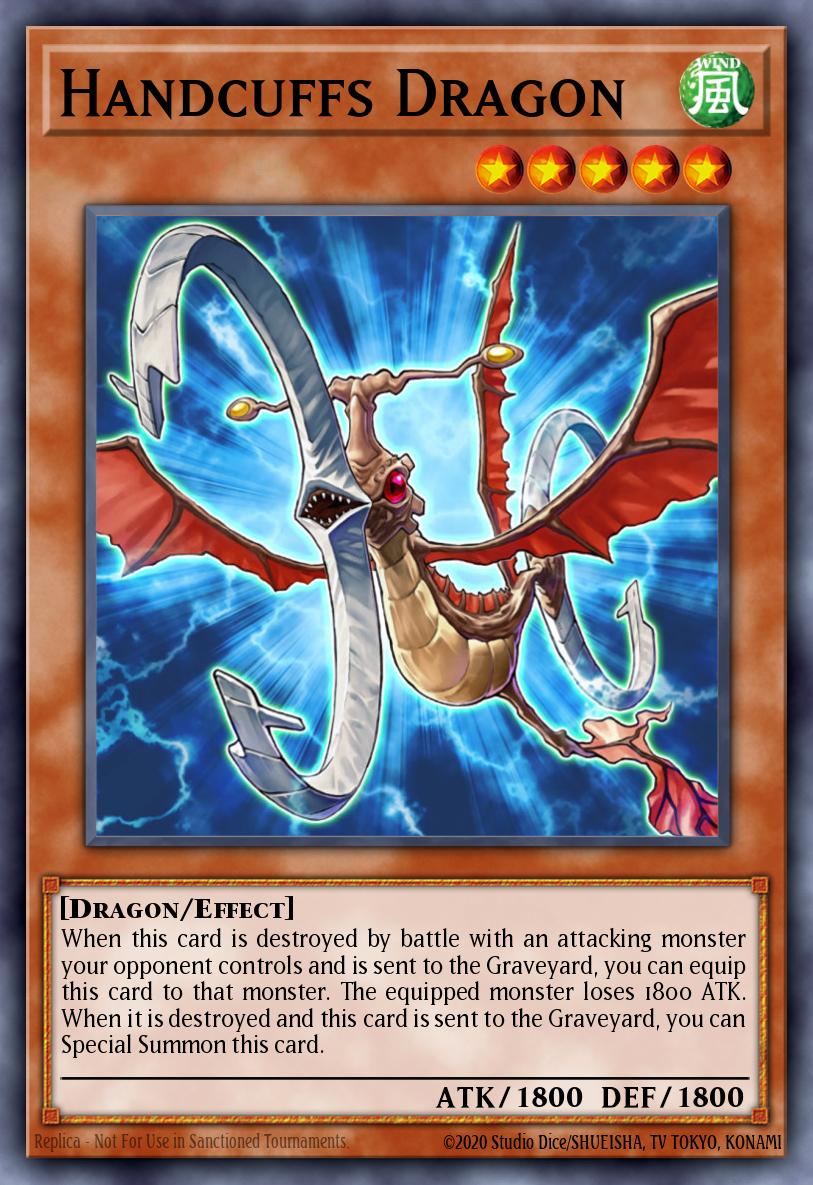 Handcuffs Dragon
WIND
風
[Dragon/Effect]
When this card is destroyed by battle with an attacking monster
your opponent controls and is sent to the Graveyard, you can equip
this card to that monster. The equipped monster loses 1800 ATK.
When it is destroyed and this card is sent to the Graveyard, you can
Special Summon this card.
ATK/1800 DEF/1800
Replica - Not For Use in Sanctioned Tournaments.
©2020 Studio Dice/SHUEISHA, TV TOKYO, KONAMI